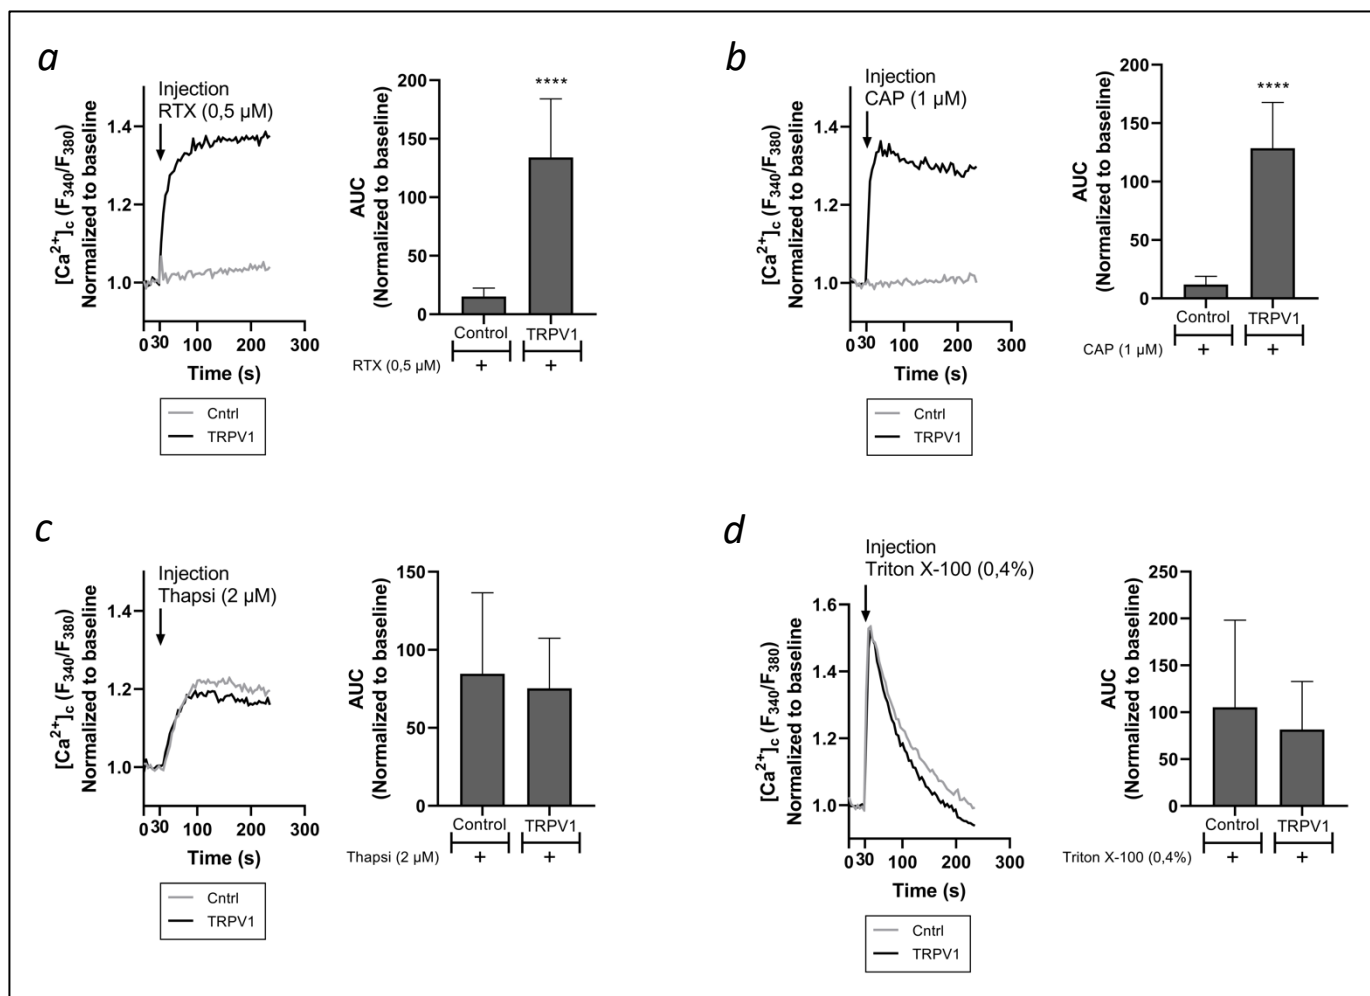 a
Injection
RTX (0,5 µM)
[Ca²⁺]c (F340/F380)
Normalized to baseline
1.4
1.2
1.0
0 30 100 200 300
Time (s)
Cntrl
TRPV1
AUC
(Normalized to baseline)
200
150
100
50
0
****
Control TRPV1
RTX (0,5 µM) + +
b
Injection
CAP (1 µM)
[Ca²⁺]c (F340/F380)
Normalized to baseline
1.4
1.2
1.0
0 30 100 200 300
Time (s)
Cntrl
TRPV1
AUC
(Normalized to baseline)
200
150
100
50
0
****
Control TRPV1
CAP (1 µM) + +
c
Injection
Thapsi (2 µM)
[Ca²⁺]c (F340/F380)
Normalized to baseline
1.4
1.2
1.0
0 30 100 200 300
Time (s)
Cntrl
TRPV1
AUC
(Normalized to baseline)
150
100
50
0
Control TRPV1
Thapsi (2 µM) + +
d
Injection
Triton X-100 (0,4%)
[Ca²⁺]c (F340/F380)
Normalized to baseline
1.6
1.4
1.2
1.0
0 30 100 200 300
Time (s)
Cntrl
TRPV1
AUC
(Normalized to baseline)
250
200
150
100
50
0
Control TRPV1
Triton X-100 (0,4%) + +